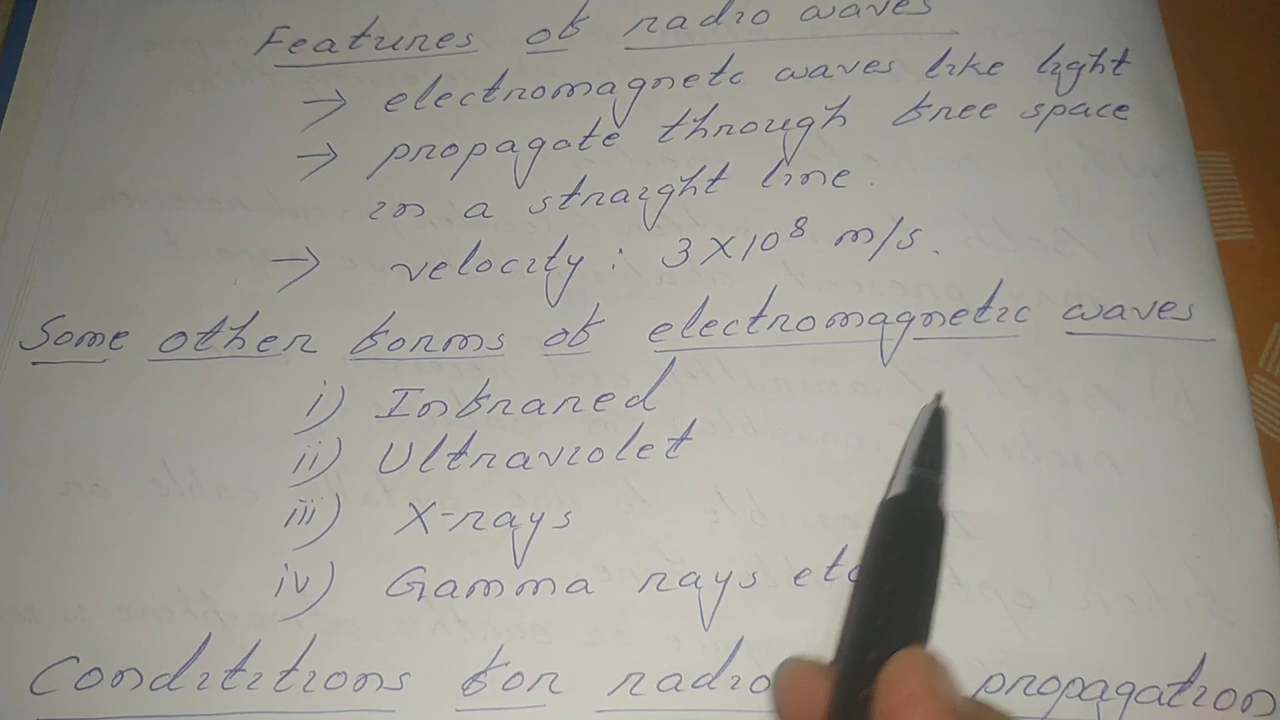 Features of radio waves
→ electromagnetc waves like light
→ propagate through free space
in a straight line.
→ velocity : 3×10⁸ m/s.
Some other forms of electromagnetic waves
i) Infrared
ii) Ultraviolet
iii) X-rays
iv) Gamma rays etc
Conditions for radio propagation